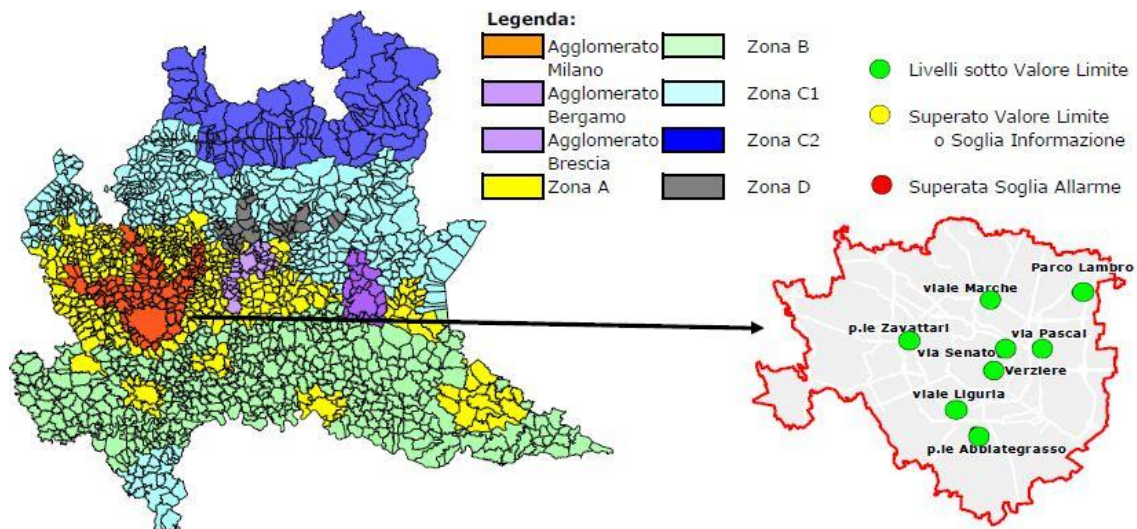 Legenda:
Agglomerato
Milano
Agglomerato
Bergamo
Agglomerato
Brescia
Zona A
Zona B
Zona C1
Zona C2
Zona D
Livelli sotto Valore Limite
Superato Valore Limite
o Soglia Informazione
Superata Soglia Allarme
Parco Lambro
viale Marche
p.le Zavattari
via Pascal
via Senato
Verziere
viale Liguria
p.le Abbiategrasso